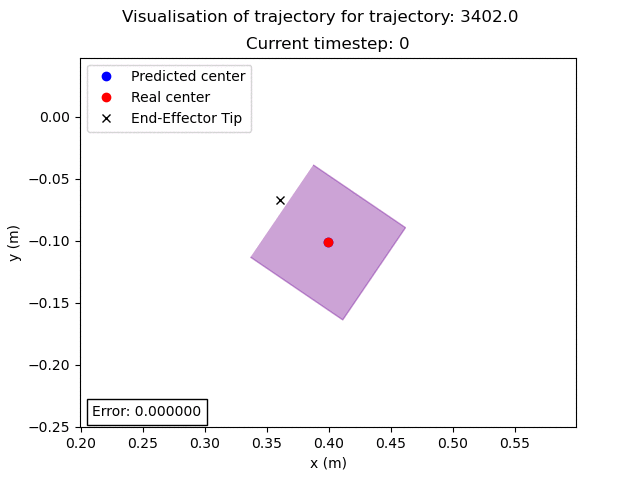 Visualisation of trajectory for trajectory: 3402.0
Current timestep: 0
Predicted center
Real center
End-Effector Tip
0.00
−0.05
−0.10
−0.15
−0.20
−0.25
y (m)
Error: 0.000000
0.20 0.25 0.30 0.35 0.40 0.45 0.50 0.55
x (m)